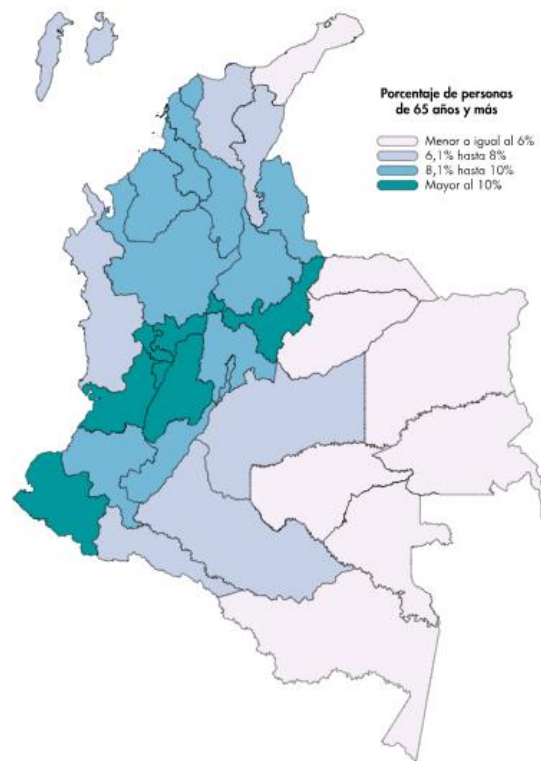 Porcentaje de personas
de 65 años y más
Menor o igual al 6%
6,1% hasta 8%
8,1% hasta 10%
Mayor al 10%